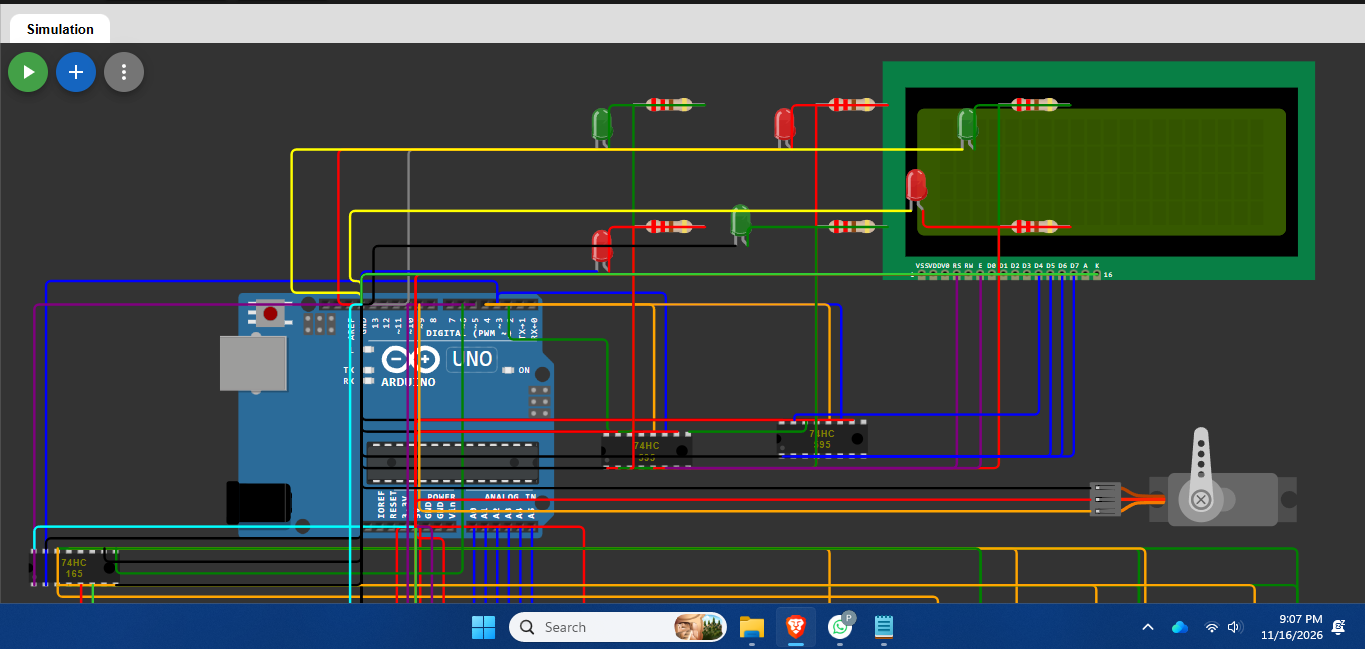 Simulation
VSS VDD V0 RS RW E D0 D1 D2 D3 D4 D5 D6 D7 A K
1
16
AREF
GND
13
12
~11
~10
~9
8
7
~6
~5
4
~3
2
TX→1
RX←0
DIGITAL (PWM ~)
UNO
TX
RX
ON
ARDUINO
74HC
595
74HC
595
IOREF
RESET
3.3V
5V
GND
GND
VIN
POWER
ANALOG IN
A0
A1
A2
A3
A4
A5
74HC
165
Search
P
9:07 PM
11/16/2026